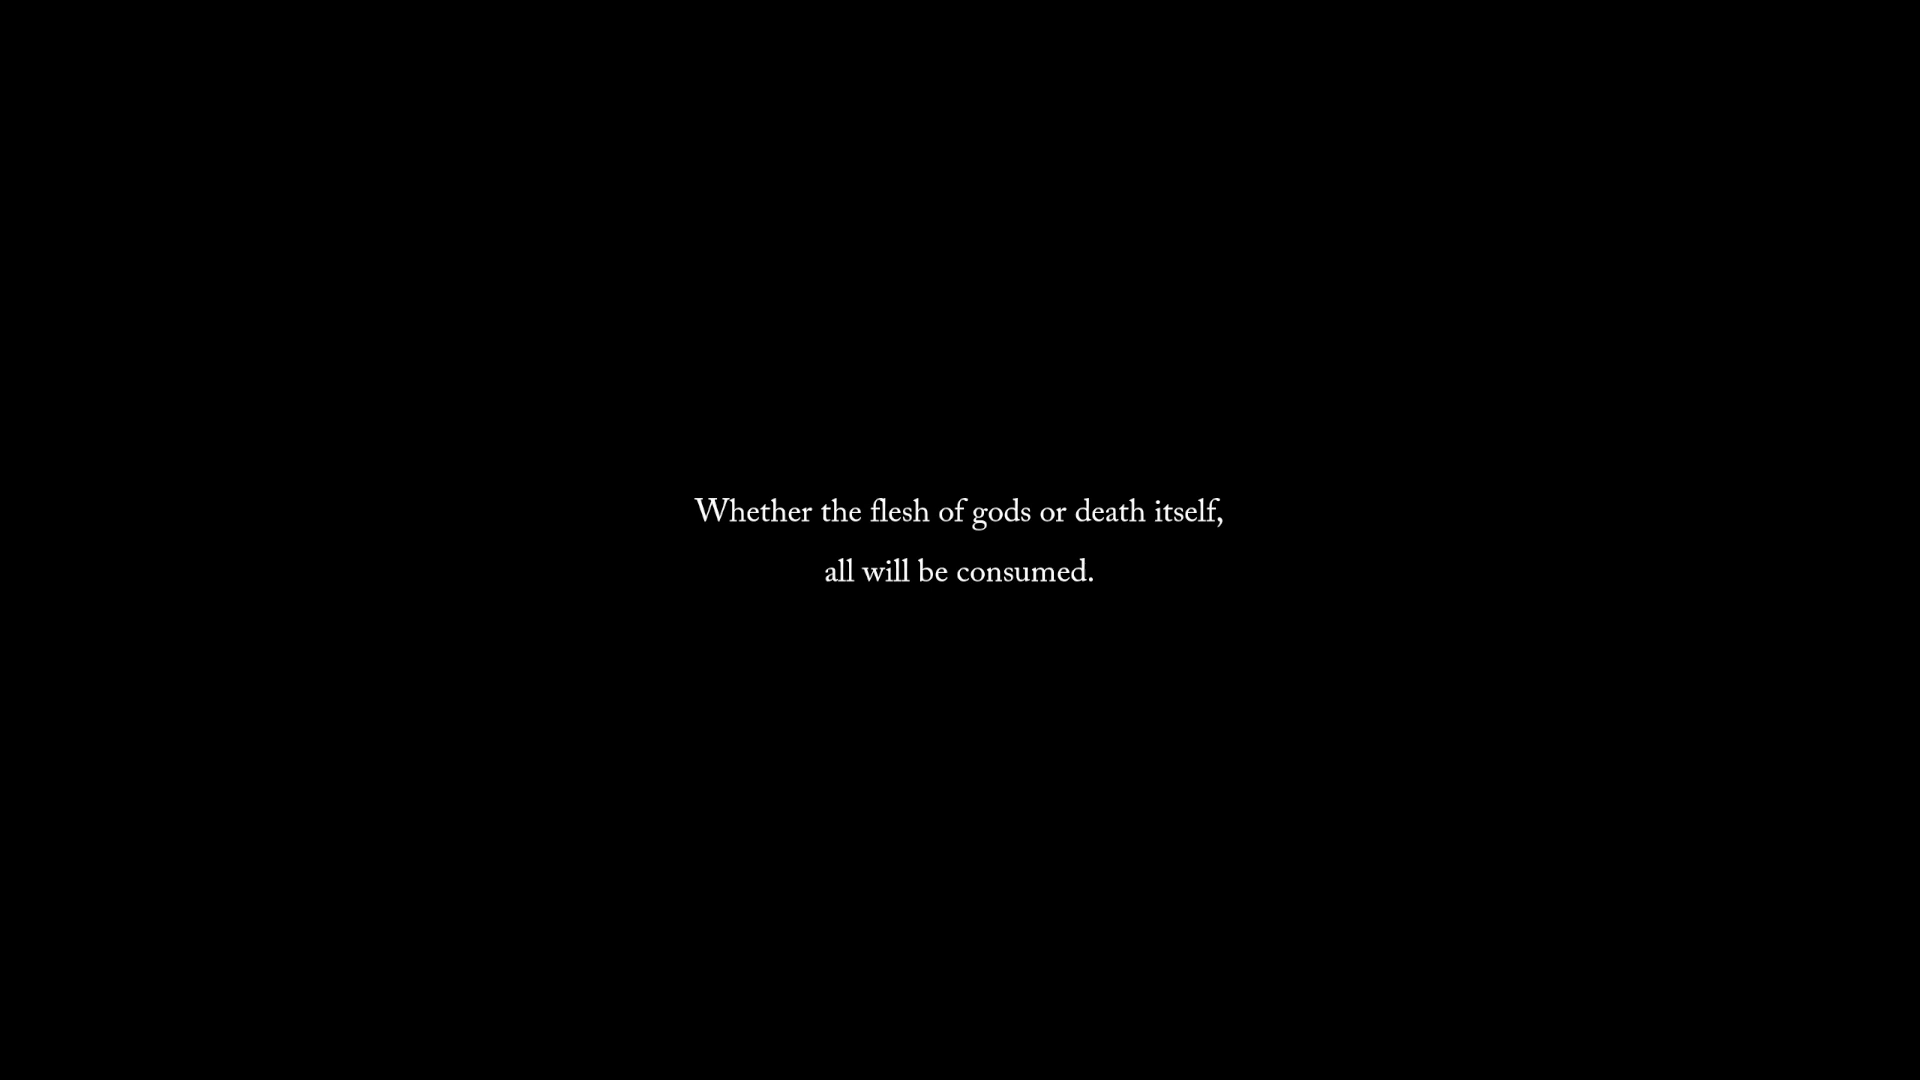 Whether the flesh of gods or death itself,
all will be consumed.